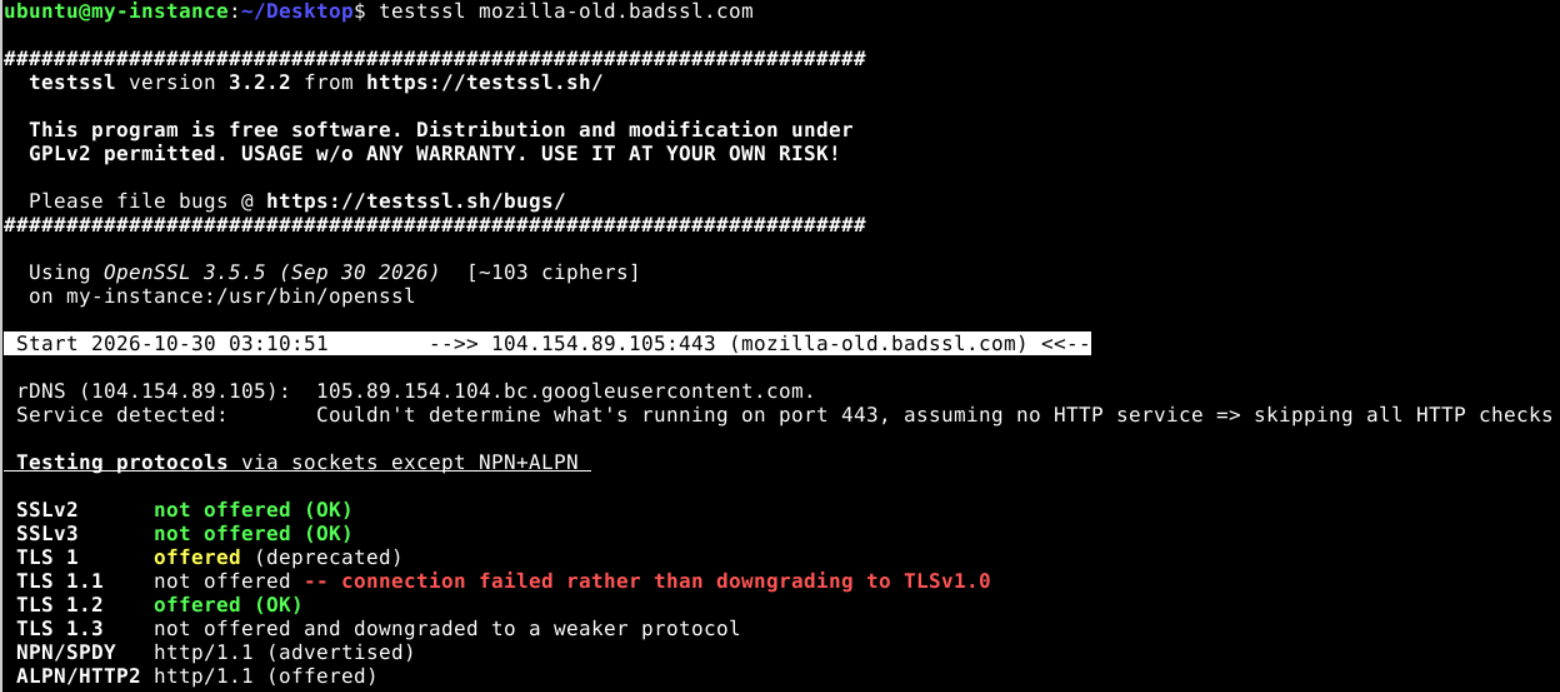 ubuntu@my-instance:~/Desktop$ testssl mozilla-old.badssl.com
#####################################################################
testssl version 3.2.2 from https://testssl.sh/
This program is free software. Distribution and modification under
GPLv2 permitted. USAGE w/o ANY WARRANTY. USE IT AT YOUR OWN RISK!
Please file bugs @ https://testssl.sh/bugs/
#####################################################################
Using OpenSSL 3.5.5 (Sep 30 2026) [~103 ciphers]
on my-instance:/usr/bin/openssl
Start 2026-10-30 03:10:51 -->> 104.154.89.105:443 (mozilla-old.badssl.com) <<--
rDNS (104.154.89.105): 105.89.154.104.bc.googleusercontent.com.
Service detected: Couldn't determine what's running on port 443, assuming no HTTP service => skipping all HTTP checks
Testing protocols via sockets except NPN+ALPN
SSLv2 not offered (OK)
SSLv3 not offered (OK)
TLS 1 offered (deprecated)
TLS 1.1 not offered -- connection failed rather than downgrading to TLSv1.0
TLS 1.2 offered (OK)
TLS 1.3 not offered and downgraded to a weaker protocol
NPN/SPDY http/1.1 (advertised)
ALPN/HTTP2 http/1.1 (offered)